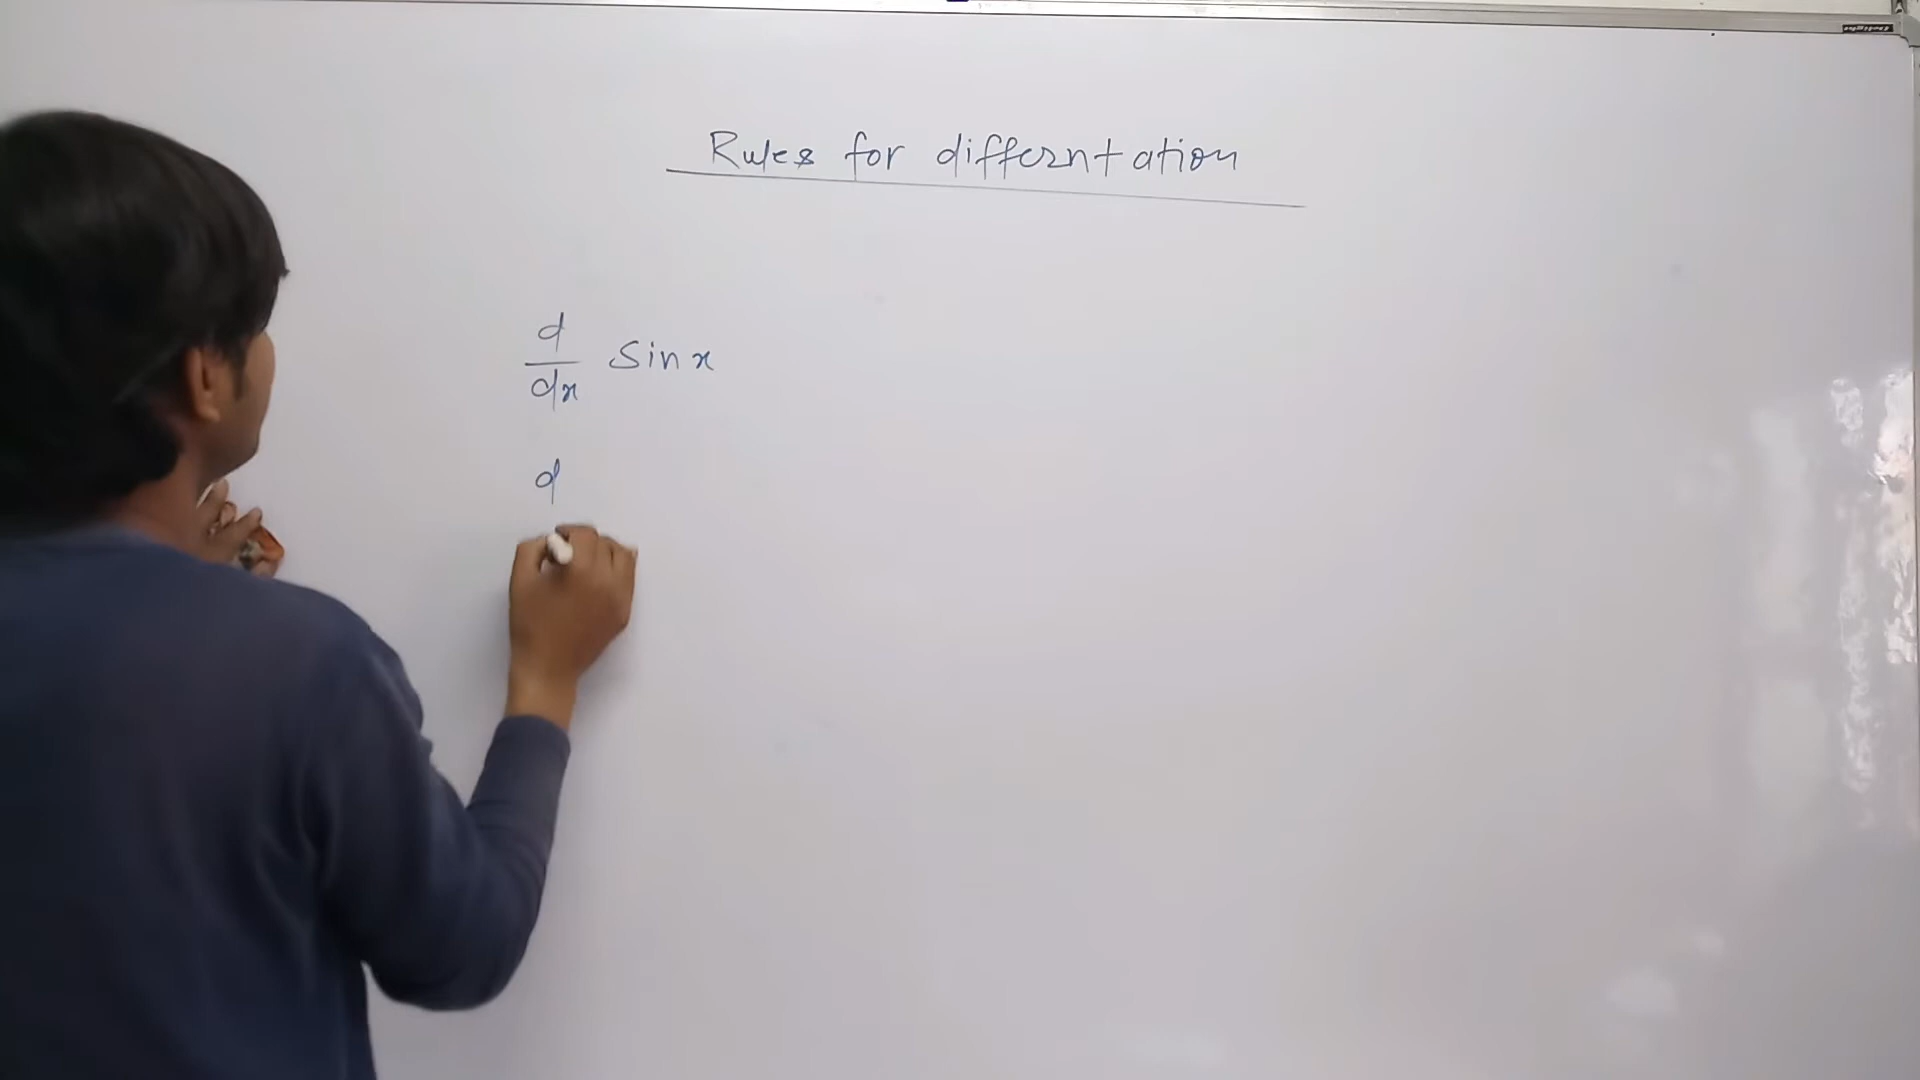 Rules for differntation
d/dx Sin x
d